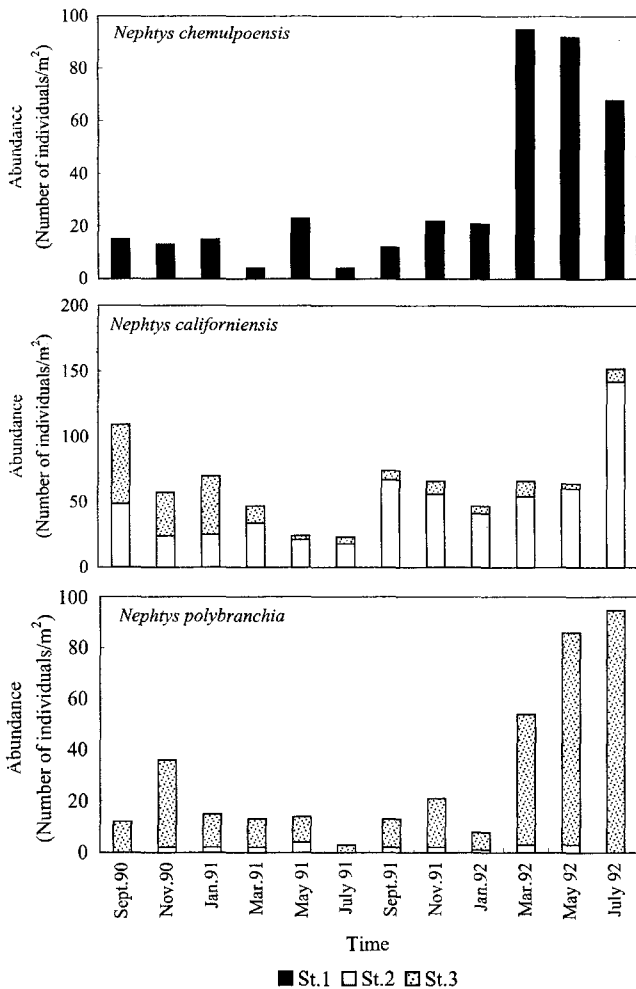 Nephtys chemulpoensis
100
80
60
40
20
0
Abundancc
(Number of individuals/m²)
Nephtys californiensis
200
150
100
50
0
Abundance
(Number of individuals/m²)
Nephtys polybranchia
100
80
60
40
20
0
Abundance
(Number of individuals/m²)
Sept.90
Nov.90
Jan.91
Mar.91
May 91
July 91
Sept.91
Nov.91
Jan.92
Mar.92
May 92
July 92
Time
St.1 St.2 St.3